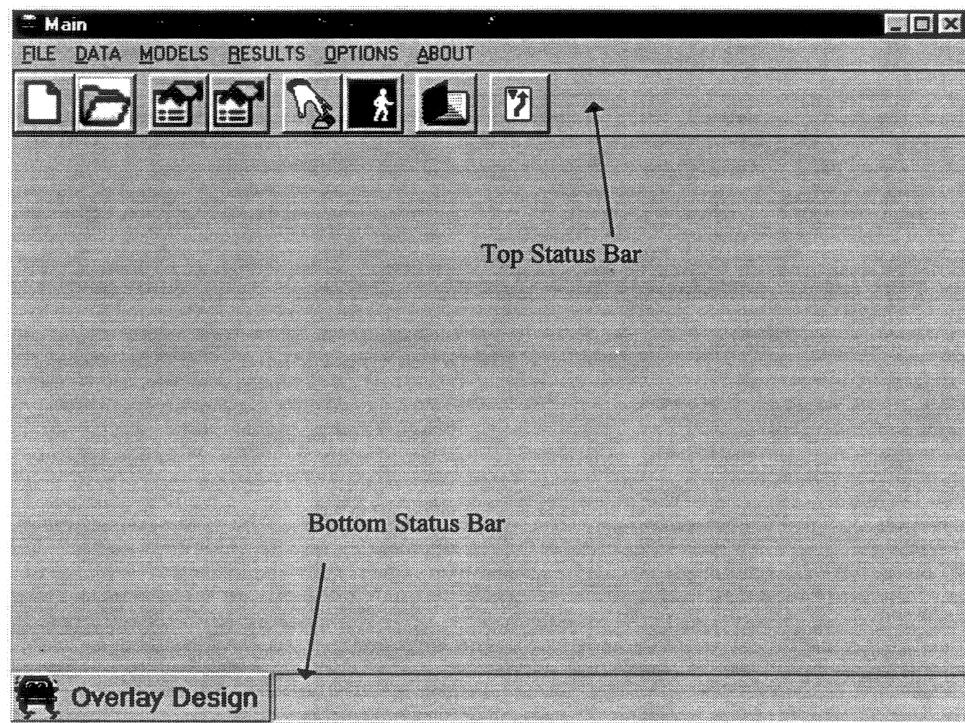 Main
FILE DATA MODELS RESULTS OPTIONS ABOUT
Top Status Bar
Bottom Status Bar
Overlay Design